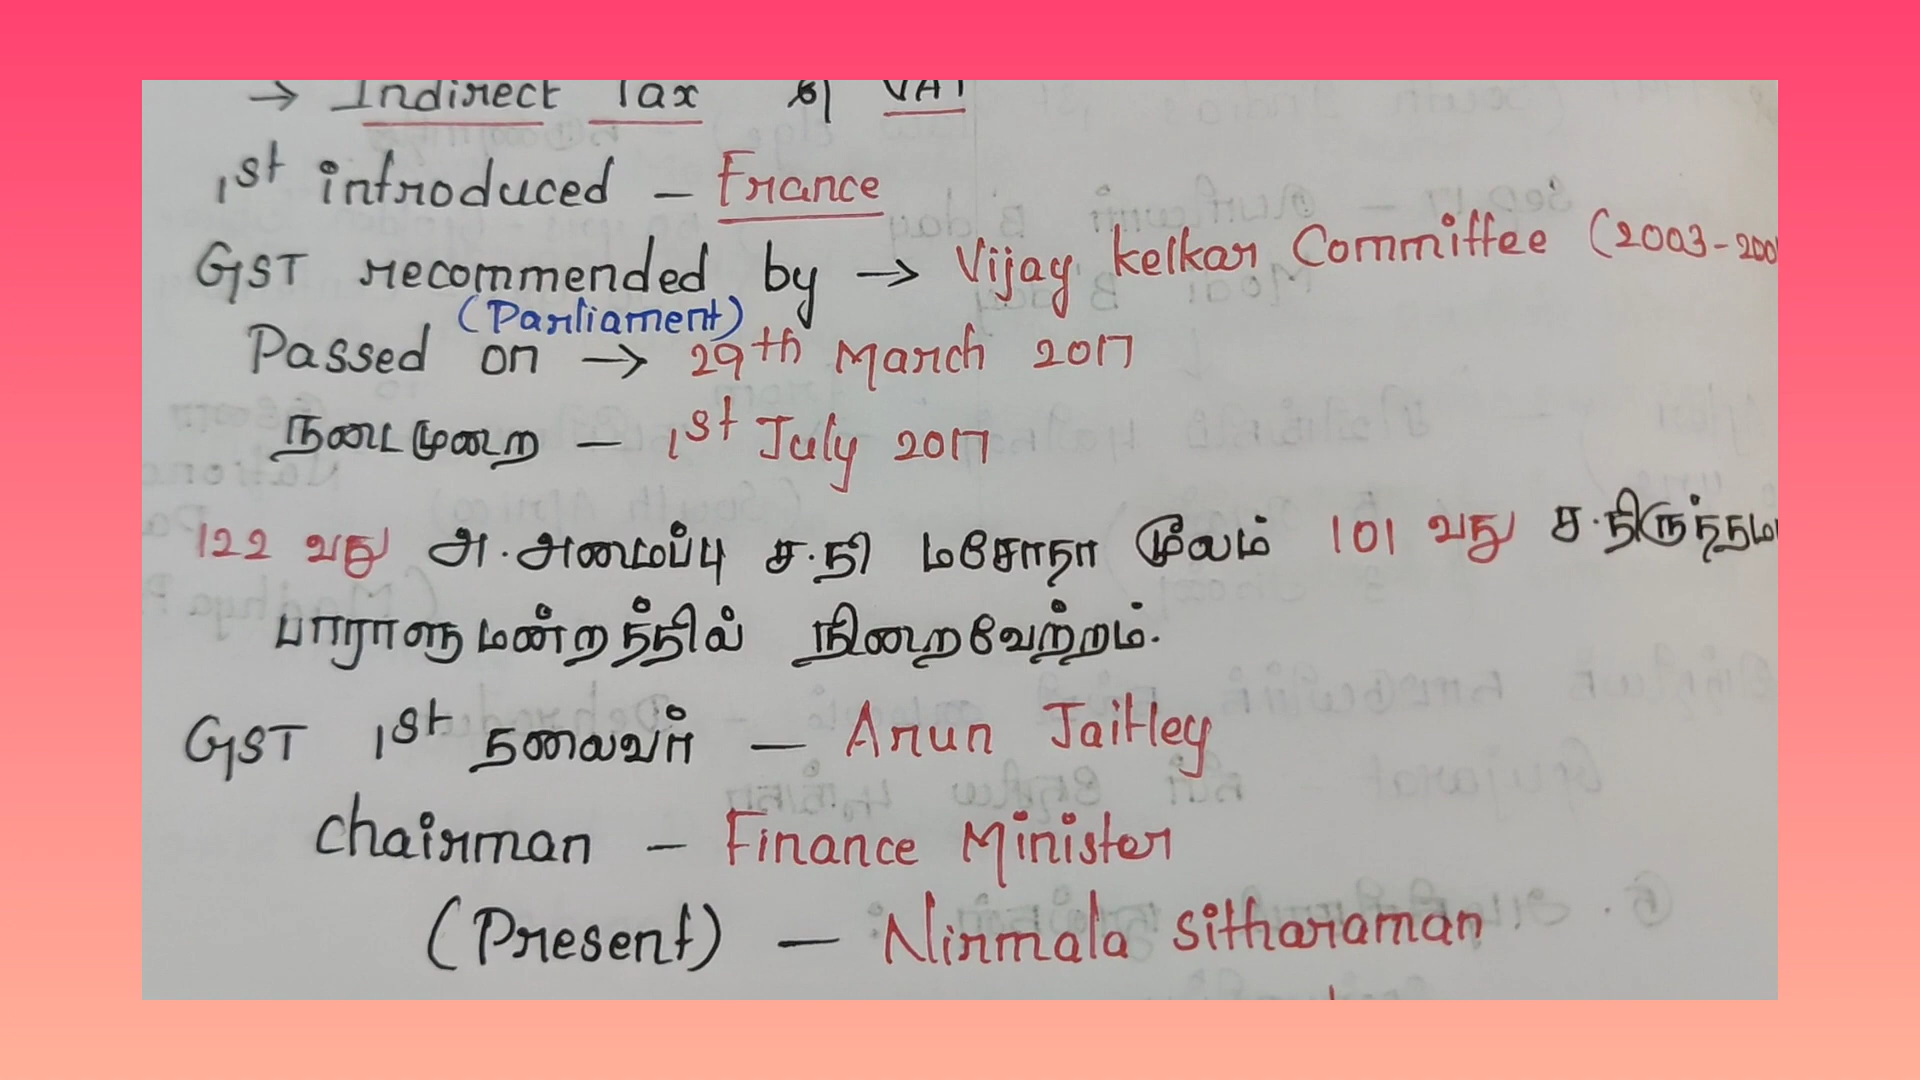 → Indirect Tax (எ) VAT
1st introduced – France
GST recommended by → Vijay Kelkar Committee (2003-200
(Parliament)
Passed on → 29th March 2017
நடைமுறை – 1st July 2017
122 வது அ.அமைப்பு ச.தி மசோதா மூலம் 101 வது ச.திருத்தம்
பாராளுமன்றத்தில் நிறைவேற்றம்.
GST 1st தலைவர் – Arun Jaitley
Chairman – Finance Minister
(Present) – Nirmala Sitharaman